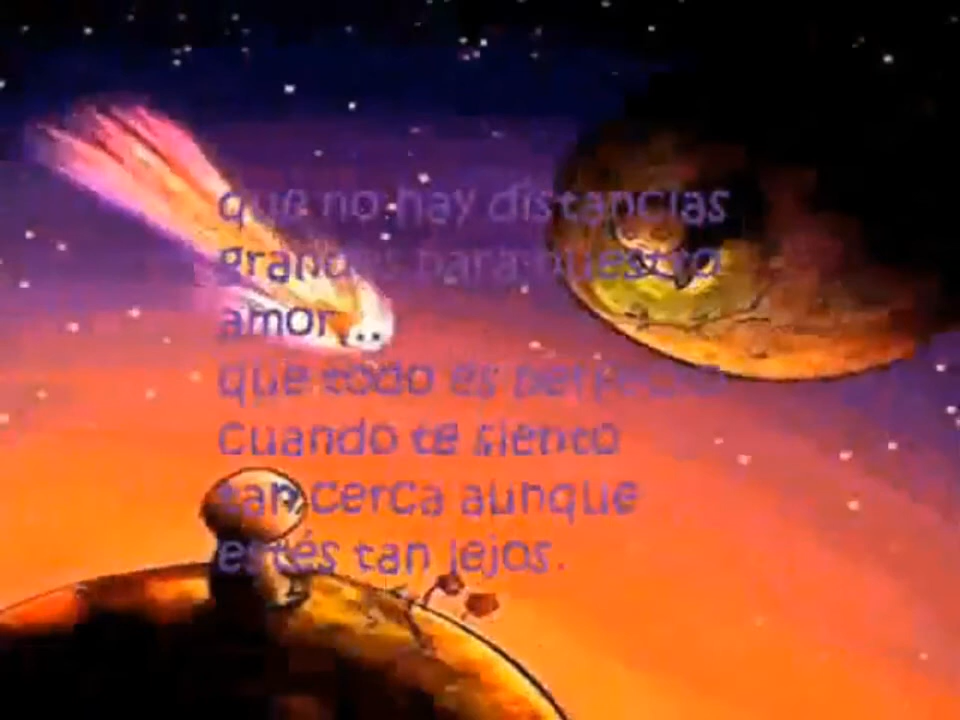 que no hay distancias
grandes para nuestro
amor
que todo es perfecto
Cuando te siento
tan cerca aunque
estés tan lejos.